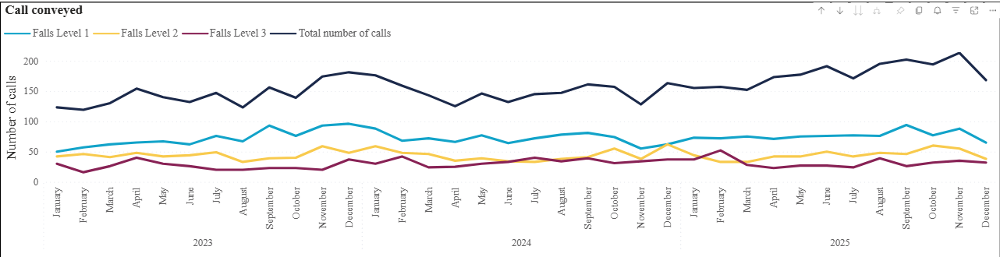 Call conveyed
Falls Level 1 Falls Level 2 Falls Level 3 Total number of calls
Number of calls
200
150
100
50
0
January February March April May June July August September October November December January February March April May June July August September October November December January February March April May June July August September October November December
2023 2024 2025